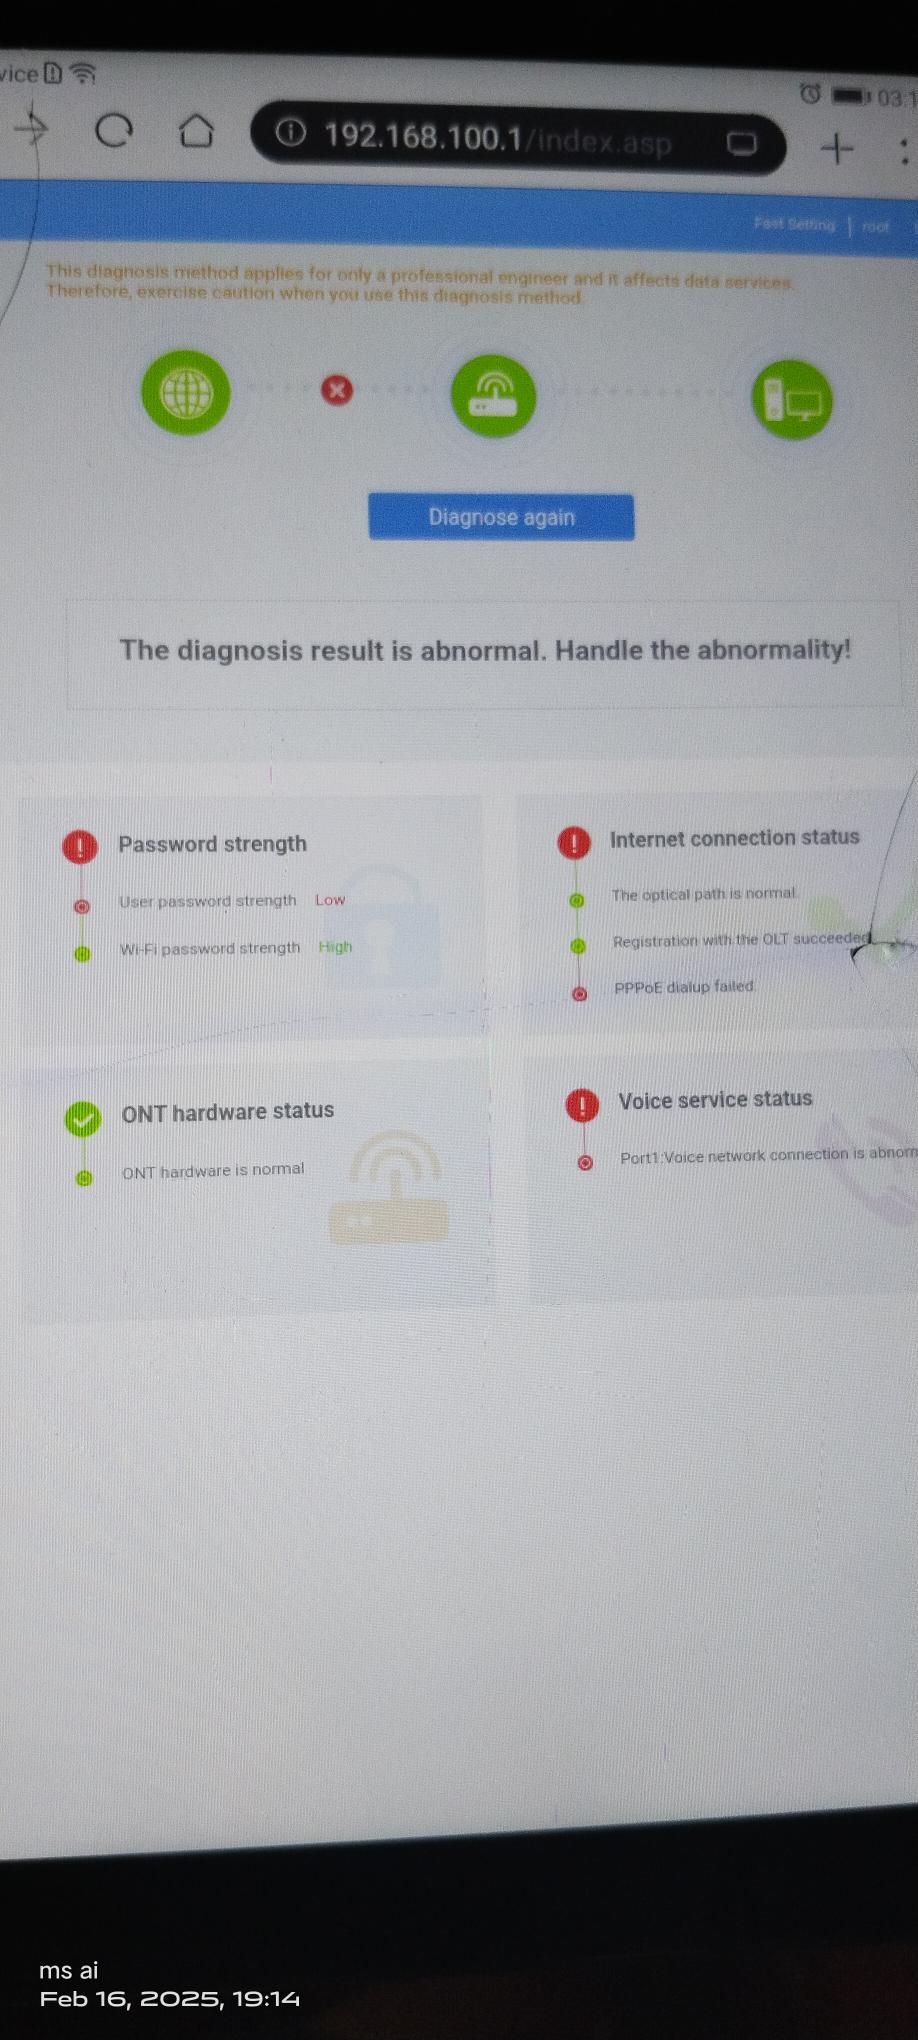 vice
192.168.100.1/index.asp
Fast Setting | root
This diagnosis method applies for only a professional engineer and it affects data services.
Therefore, exercise caution when you use this diagnosis method.
Diagnose again
The diagnosis result is abnormal. Handle the abnormality!
Password strength
User password strength Low
Wi-Fi password strength High
Internet connection status
The optical path is normal.
Registration with the OLT succeeded
PPPoE dialup failed.
ONT hardware status
ONT hardware is normal
Voice service status
Port1:Voice network connection is abnorm
ms ai
Feb 16, 2025, 19:14